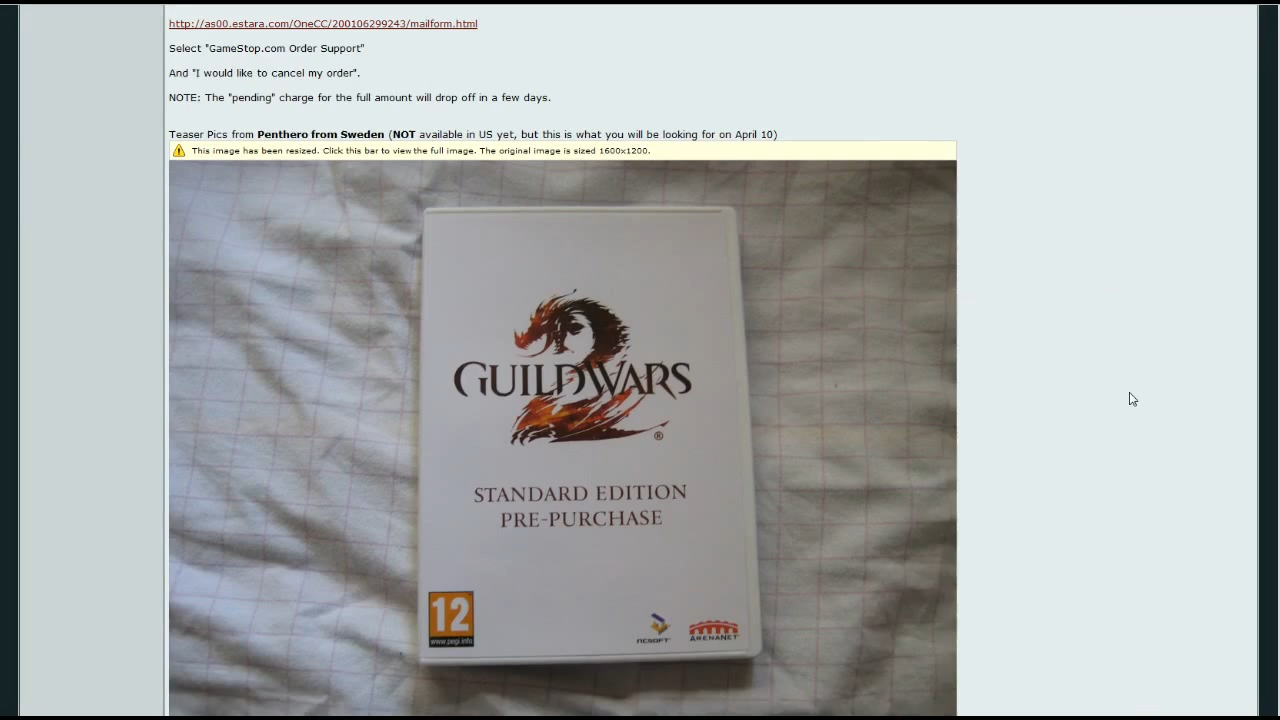 http://as00.estara.com/OneCC/200106299243/mailform.html
Select "GameStop.com Order Support"
And "I would like to cancel my order".
NOTE: The "pending" charge for the full amount will drop off in a few days.
Teaser Pics from Penthero from Sweden (NOT available in US yet, but this is what you will be looking for on April 10)
This image has been resized. Click this bar to view the full image. The original image is sized 1600x1200.
GUILDWARS
2
®
STANDARD EDITION
PRE-PURCHASE
12
www.pegi.info
NCSOFT
ARENANET